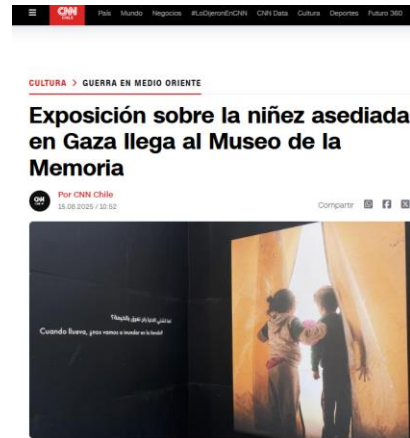 CNN CHILE País Mundo Negocios #LoDijeronEnCNN CNN Data Cultura Deportes Futuro 360
CULTURA > GUERRA EN MEDIO ORIENTE
Exposición sobre la niñez asediada
en Gaza llega al Museo de la
Memoria
Por CNN Chile
15.08.2025 / 10:52
Compartir
Cuando llueva, ¿nos vamos a inundar en la tienda?